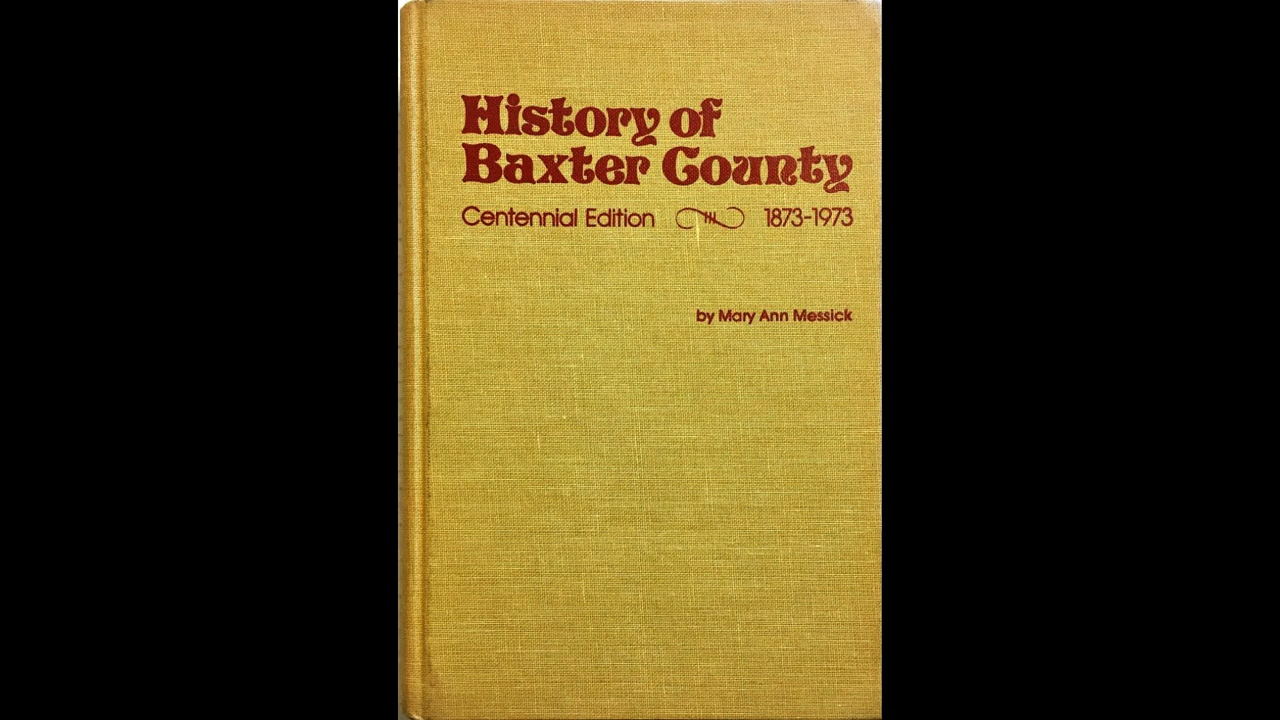 History of
Baxter County
Centennial Edition 1873-1973
by Mary Ann Messick